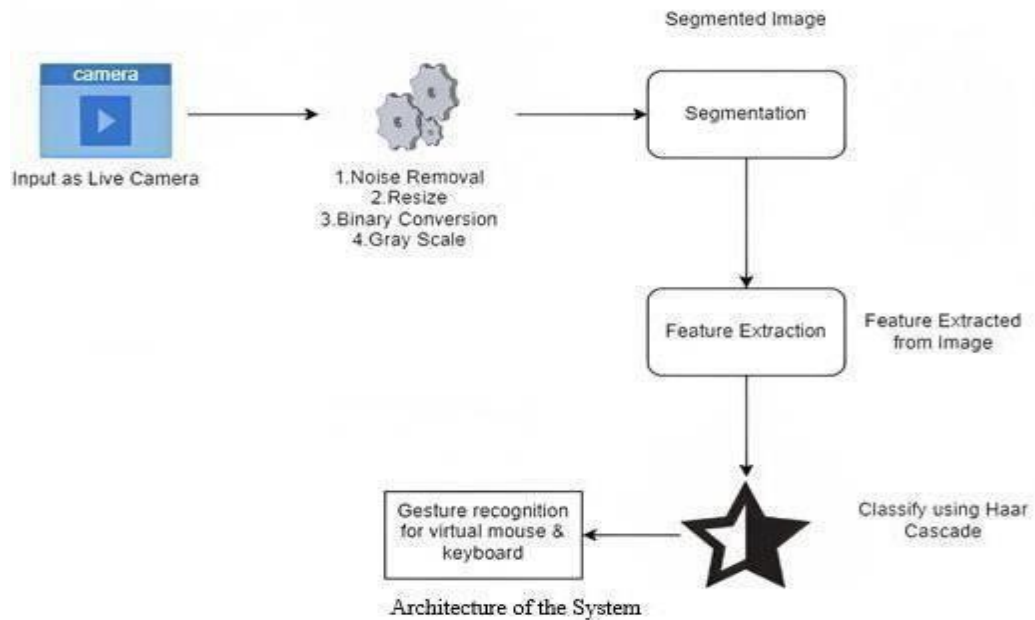 Segmented Image
camera
Segmentation
Input as Live Camera
1.Noise Removal
2.Resize
3.Binary Conversion
4.Gray Scale
Feature Extraction
Feature Extracted
from Image
Classify using Haar
Cascade
Gesture recognition
for virtual mouse &
keyboard
Architecture of the System